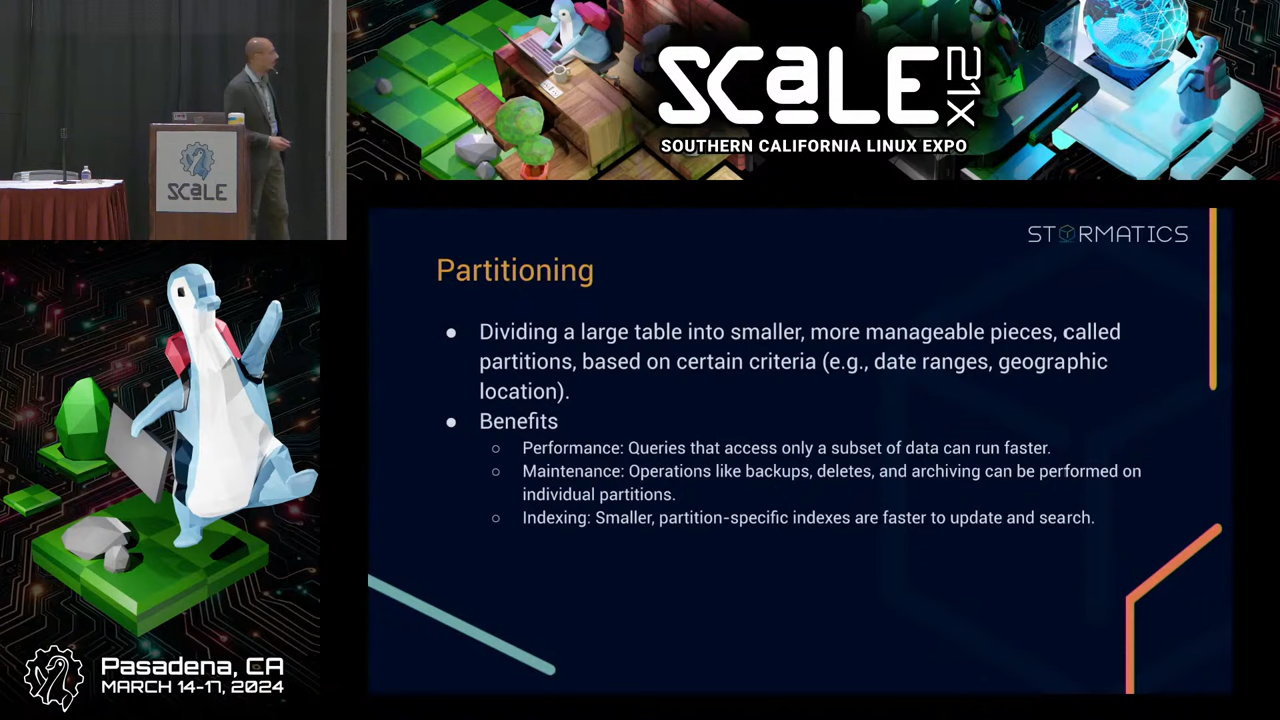 SCaLE 21X
SOUTHERN CALIFORNIA LINUX EXPO
SCaLE
STORMATICS
Partitioning
● Dividing a large table into smaller, more manageable pieces, called
partitions, based on certain criteria (e.g., date ranges, geographic
location).
● Benefits
○ Performance: Queries that access only a subset of data can run faster.
○ Maintenance: Operations like backups, deletes, and archiving can be performed on
individual partitions.
○ Indexing: Smaller, partition-specific indexes are faster to update and search.
Pasadena, CA
MARCH 14-17, 2024